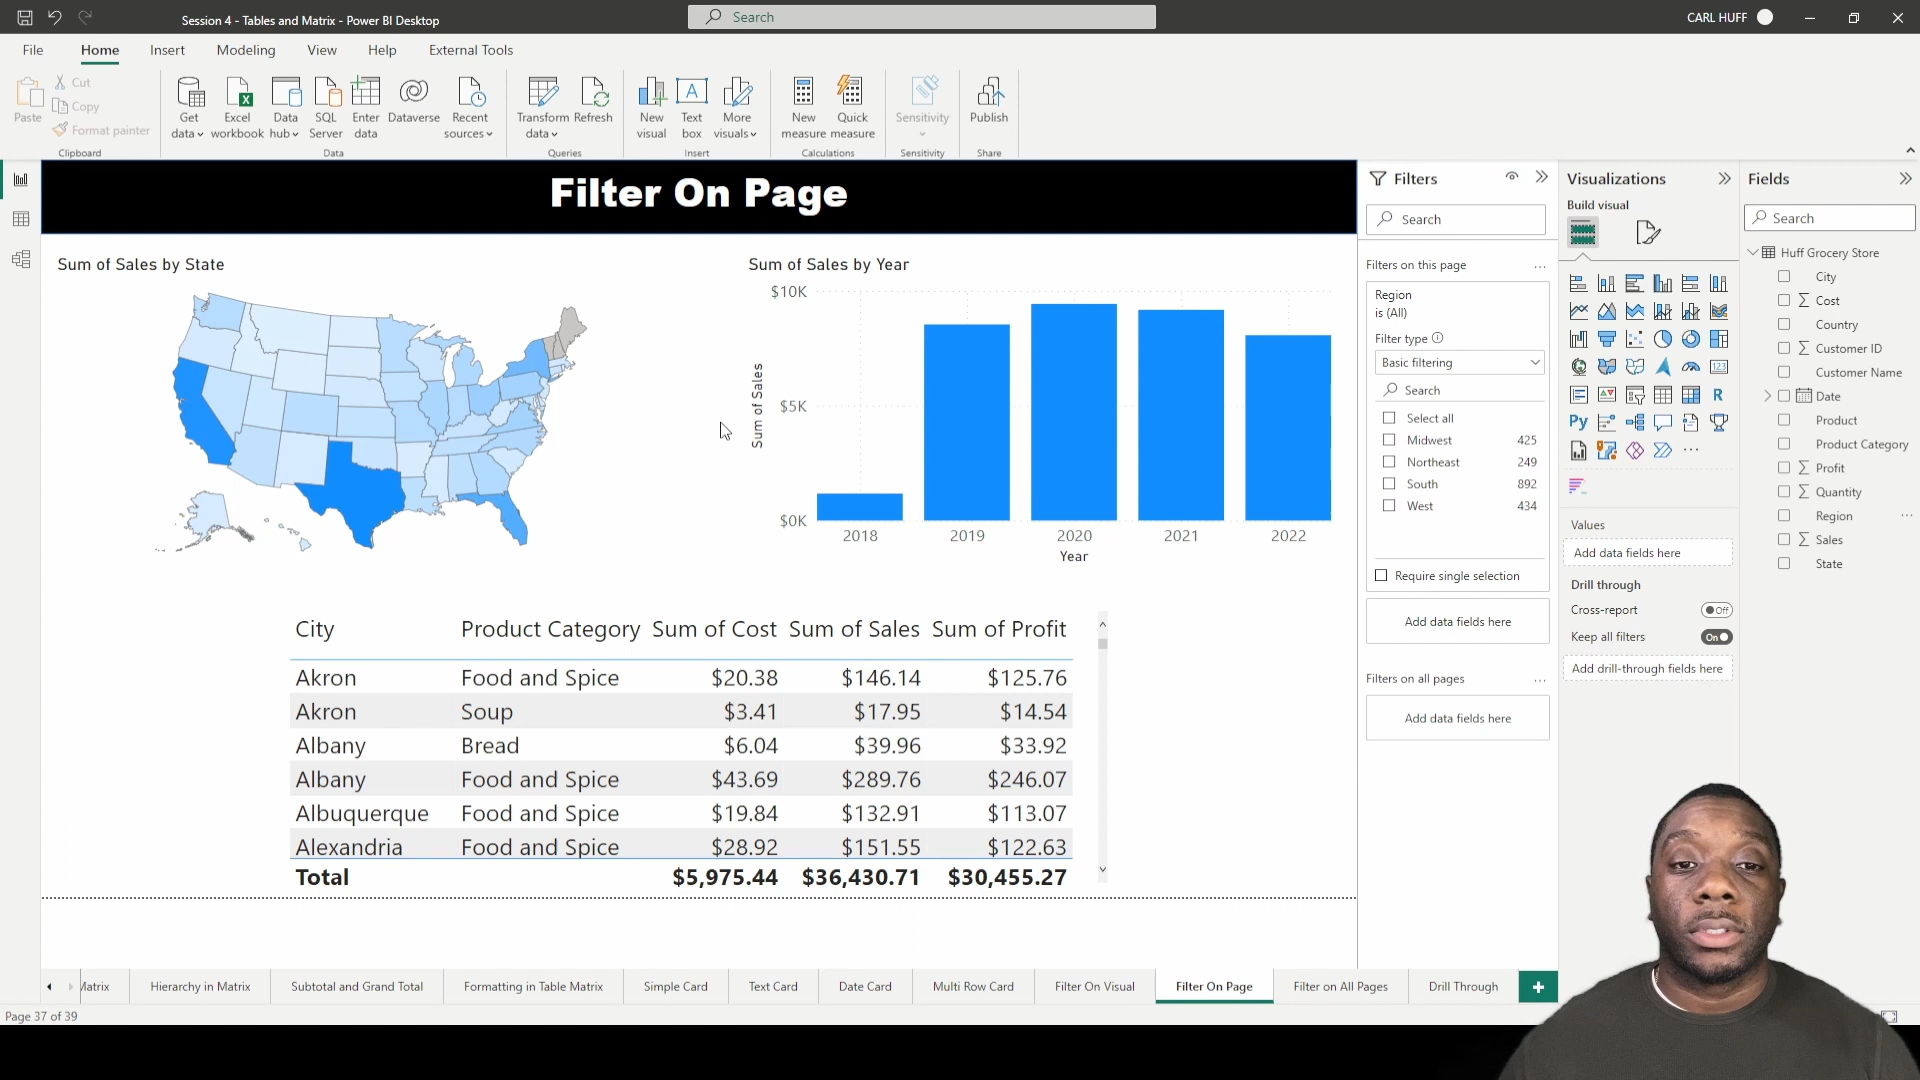 Session 4 - Tables and Matrix - Power BI Desktop
Search
CARL HUFF
File Home Insert Modeling View Help External Tools
Paste
Cut
Copy
Format painter
Clipboard
Get data
Excel workbook
Data hub
SQL Server
Enter data
Dataverse
Recent sources
Data
Transform data
Refresh
Queries
New visual
Text box
More visuals
Insert
New measure
Quick measure
Calculations
Sensitivity
Sensitivity
Publish
Share
Filter On Page
Sum of Sales by State
Sum of Sales by Year
Sum of Sales
$10K
$5K
$0K
2018 2019 2020 2021 2022
Year
City Product Category Sum of Cost Sum of Sales Sum of Profit
Akron Food and Spice $20.38 $146.14 $125.76
Akron Soup $3.41 $17.95 $14.54
Albany Bread $6.04 $39.96 $33.92
Albany Food and Spice $43.69 $289.76 $246.07
Albuquerque Food and Spice $19.84 $132.91 $113.07
Alexandria Food and Spice $28.92 $151.55 $122.63
Total $5,975.44 $36,430.71 $30,455.27
Filters
Search
Filters on this page
Region
is (All)
Filter type
Basic filtering
Search
Select all
Midwest 425
Northeast 249
South 892
West 434
Require single selection
Add data fields here
Filters on all pages
Add data fields here
Visualizations
Build visual
123
R
Py
Values
Add data fields here
Drill through
Cross-report Off
Keep all filters On
Add drill-through fields here
Fields
Search
Huff Grocery Store
City
Cost
Country
Customer ID
Customer Name
Date
Product
Product Category
Profit
Quantity
Region
Sales
State
Matrix Hierarchy in Matrix Subtotal and Grand Total Formatting in Table Matrix Simple Card Text Card Date Card Multi Row Card Filter On Visual Filter On Page Filter on All Pages Drill Through
Page 37 of 39